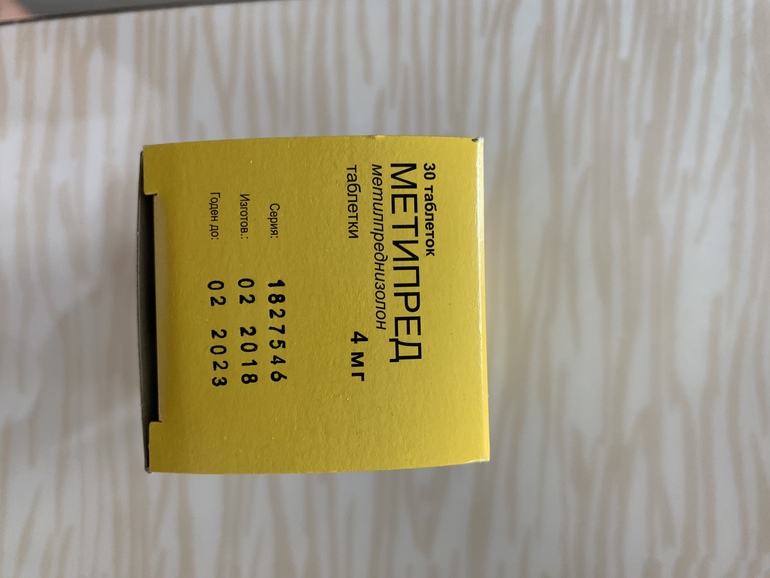 30 таблеток
МЕТИПРЕД
метилпреднизолон
таблетки 4 мг
Серия: 1827546
Изготов.: 02 2018
Годен до: 02 2023